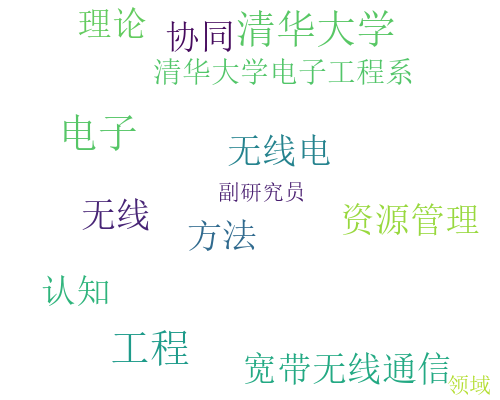 理论
协同
清华大学
清华大学电子工程系
电子
无线电
副研究员
无线
资源管理
方法
认知
工程
宽带无线通信
领域